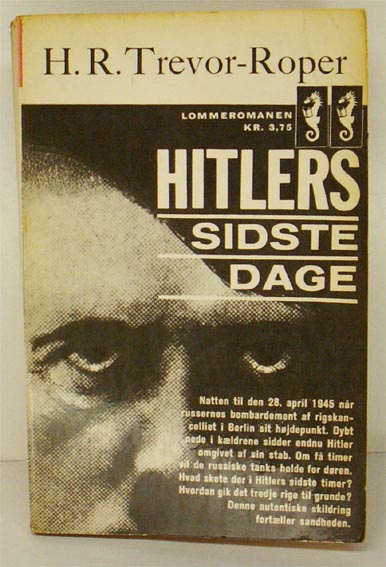 H.R. Trevor-Roper
LOMMEROMANEN
KR. 3,75
HITLERS
SIDSTE
DAGE
Natten til den 28. april 1945 når
russernes bombardement af rigskan-
celliet i Berlin sit højdepunkt. Dybt
nede i kældrene sidder endnu Hitler
omgivet af sin stab. Om få timer
vil de russiske tanks holde for døren.
Hvad skete der i Hitlers sidste timer?
Hvordan gik det tredje rige til grunde?
Denne autentiske skildring
fortæller sandheden.